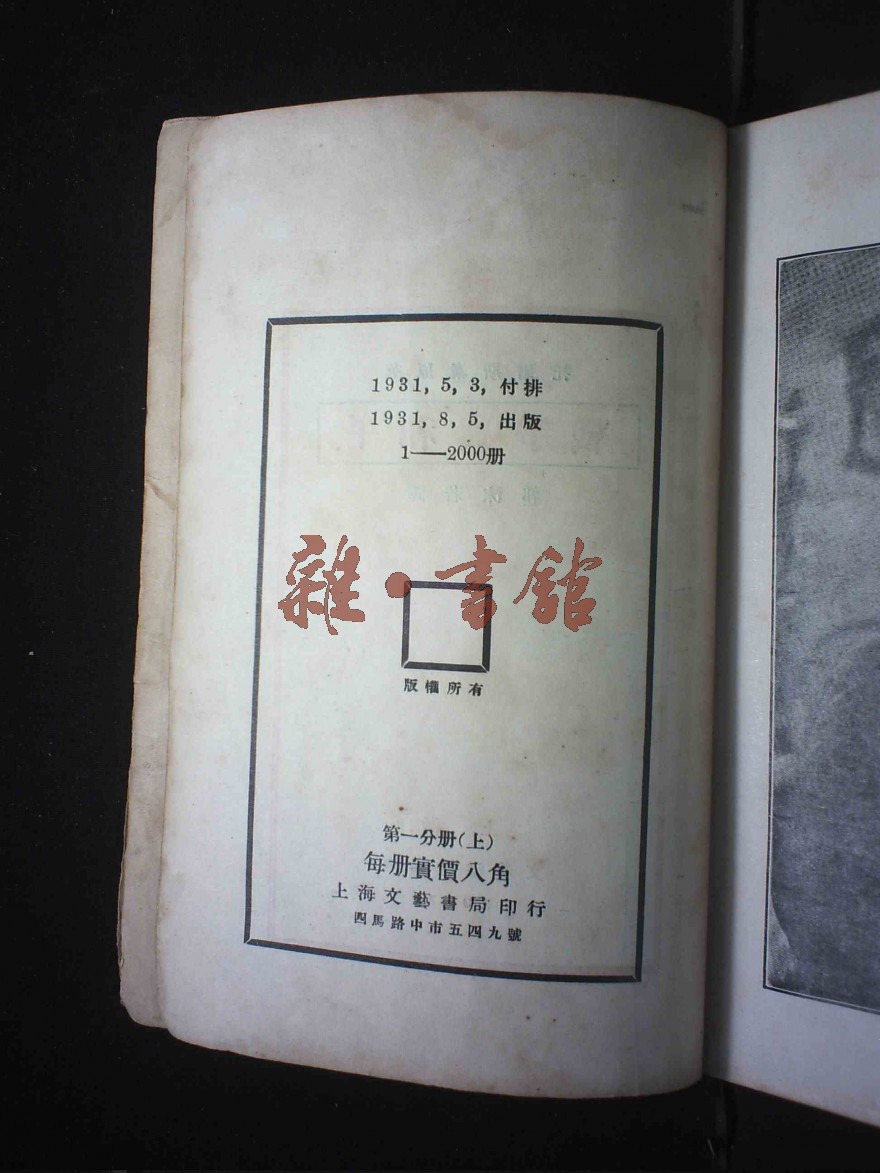 1931, 5, 3, 付排
1931, 8, 5, 出版
1——2000册
雜·書館
版權所有
第一分册(上)
每册實價八角
上海文藝書局印行
四馬路中市五四九號